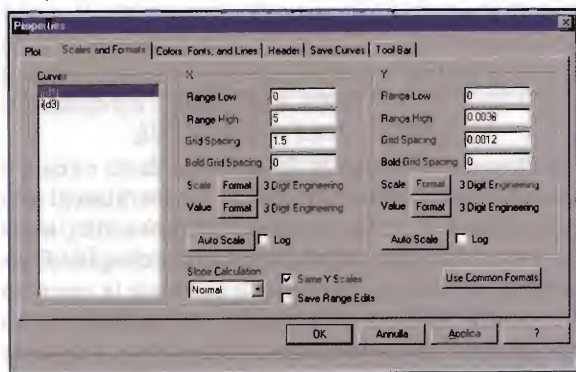 Properties
Plot Scales and Formats Colors, Fonts, and Lines Header Save Curves Tool Bar
Curves
i(d1)
i(d3)
X
Range Low 0
Range High 5
Grid Spacing 1.5
Bold Grid Spacing 0
Scale Format 3 Digit Engineering
Value Format 3 Digit Engineering
Auto Scale Log
Y
Range Low 0
Range High 0.0036
Grid Spacing 0.0012
Bold Grid Spacing 0
Scale Format 3 Digit Engineering
Value Format 3 Digit Engineering
Auto Scale Log
Slope Calculation
Normal
Same Y Scales
Save Range Edits
Use Common Formats
OK Annulla Applica ?